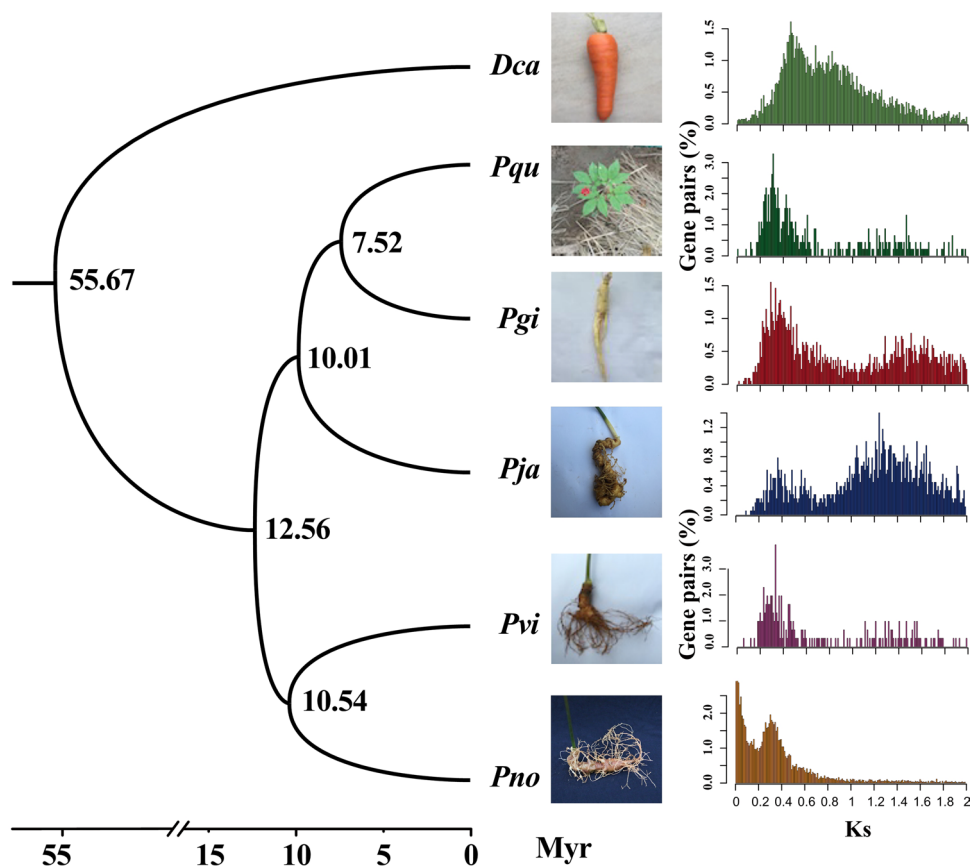 Dca
Pqu
Pgi
Pja
Pvi
Pno
55.67
7.52
10.01
12.56
10.54
55
15
10
5
0
Myr
Gene pairs (%)
Gene pairs (%)
0.0 0.5 1.0 1.5
0.0 1.0 2.0 3.0
0.0 0.5 1.0 1.5
0.0 0.4 0.8 1.2
0.0 1.0 2.0 3.0
0.0 1.0 2.0
0 0.2 0.4 0.6 0.8 1 1.2 1.4 1.6 1.8 2
Ks